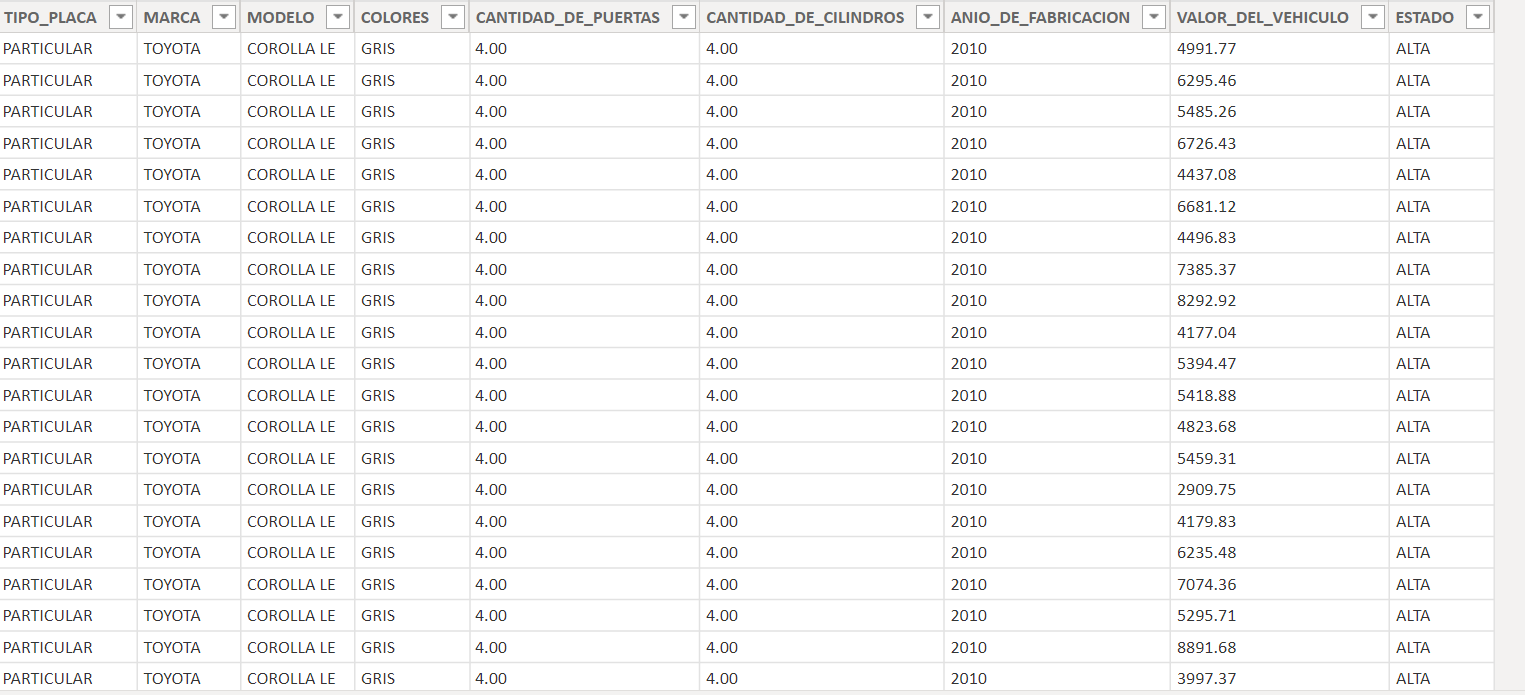 TIPO_PLACA MARCA MODELO COLORES CANTIDAD_DE_PUERTAS CANTIDAD_DE_CILINDROS ANIO_DE_FABRICACION VALOR_DEL_VEHICULO ESTADO
PARTICULAR TOYOTA COROLLA LE GRIS 4.00 4.00 2010 4991.77 ALTA
PARTICULAR TOYOTA COROLLA LE GRIS 4.00 4.00 2010 6295.46 ALTA
PARTICULAR TOYOTA COROLLA LE GRIS 4.00 4.00 2010 5485.26 ALTA
PARTICULAR TOYOTA COROLLA LE GRIS 4.00 4.00 2010 6726.43 ALTA
PARTICULAR TOYOTA COROLLA LE GRIS 4.00 4.00 2010 4437.08 ALTA
PARTICULAR TOYOTA COROLLA LE GRIS 4.00 4.00 2010 6681.12 ALTA
PARTICULAR TOYOTA COROLLA LE GRIS 4.00 4.00 2010 4496.83 ALTA
PARTICULAR TOYOTA COROLLA LE GRIS 4.00 4.00 2010 7385.37 ALTA
PARTICULAR TOYOTA COROLLA LE GRIS 4.00 4.00 2010 8292.92 ALTA
PARTICULAR TOYOTA COROLLA LE GRIS 4.00 4.00 2010 4177.04 ALTA
PARTICULAR TOYOTA COROLLA LE GRIS 4.00 4.00 2010 5394.47 ALTA
PARTICULAR TOYOTA COROLLA LE GRIS 4.00 4.00 2010 5418.88 ALTA
PARTICULAR TOYOTA COROLLA LE GRIS 4.00 4.00 2010 4823.68 ALTA
PARTICULAR TOYOTA COROLLA LE GRIS 4.00 4.00 2010 5459.31 ALTA
PARTICULAR TOYOTA COROLLA LE GRIS 4.00 4.00 2010 2909.75 ALTA
PARTICULAR TOYOTA COROLLA LE GRIS 4.00 4.00 2010 4179.83 ALTA
PARTICULAR TOYOTA COROLLA LE GRIS 4.00 4.00 2010 6235.48 ALTA
PARTICULAR TOYOTA COROLLA LE GRIS 4.00 4.00 2010 7074.36 ALTA
PARTICULAR TOYOTA COROLLA LE GRIS 4.00 4.00 2010 5295.71 ALTA
PARTICULAR TOYOTA COROLLA LE GRIS 4.00 4.00 2010 8891.68 ALTA
PARTICULAR TOYOTA COROLLA LE GRIS 4.00 4.00 2010 3997.37 ALTA